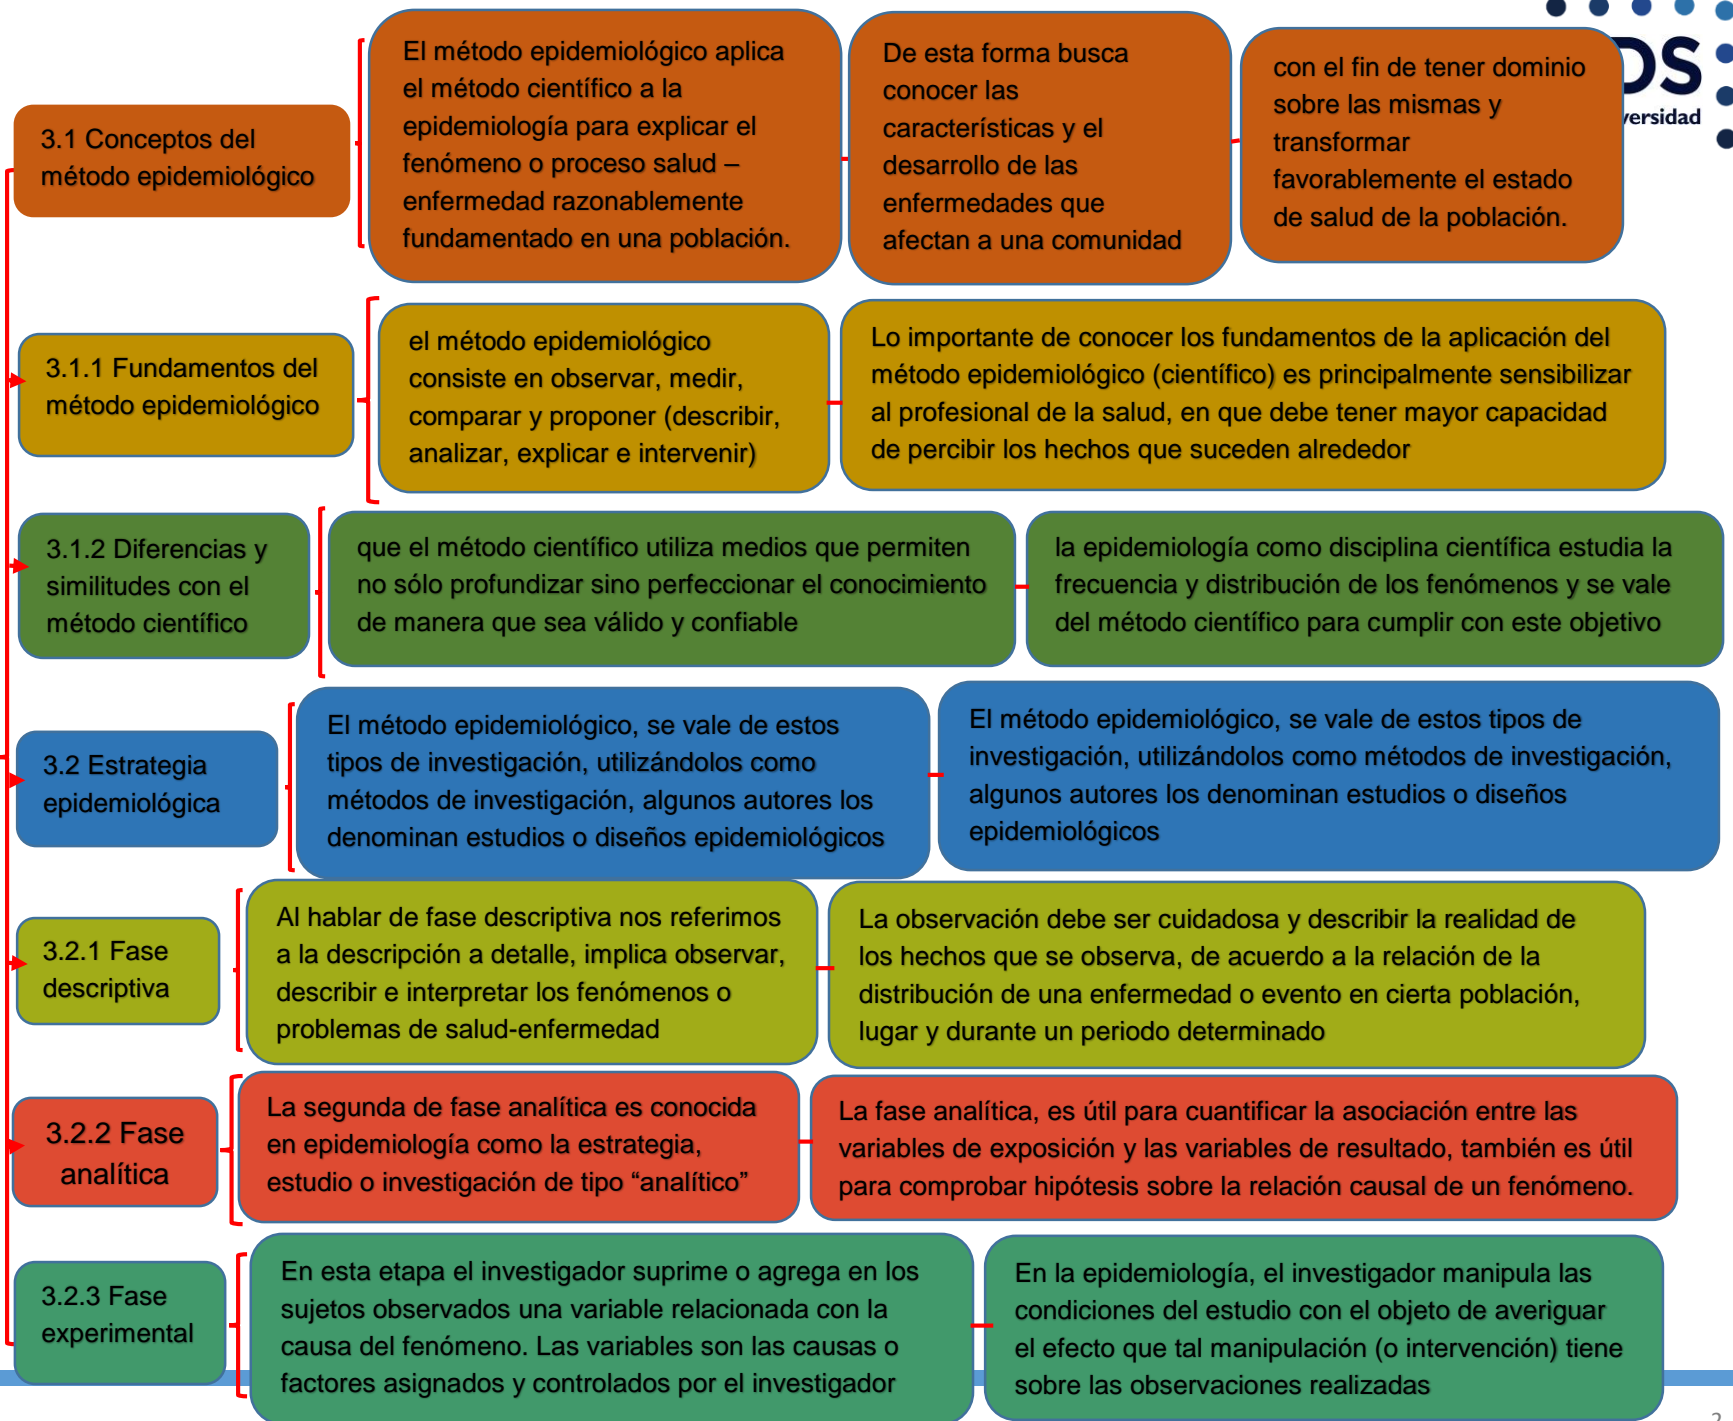 3.1 Conceptos del
método epidemiológico
El método epidemiológico aplica
el método científico a la
epidemiología para explicar el
fenómeno o proceso salud –
enfermedad razonablemente
fundamentado en una población.
De esta forma busca
conocer las
características y el
desarrollo de las
enfermedades que
afectan a una comunidad
con el fin de tener dominio
sobre las mismas y
transformar
favorablemente el estado
de salud de la población.
DS
versidad
3.1.1 Fundamentos del
método epidemiológico
el método epidemiológico
consiste en observar, medir,
comparar y proponer (describir,
analizar, explicar e intervenir)
Lo importante de conocer los fundamentos de la aplicación del
método epidemiológico (científico) es principalmente sensibilizar
al profesional de la salud, en que debe tener mayor capacidad
de percibir los hechos que suceden alrededor
3.1.2 Diferencias y
similitudes con el
método científico
que el método científico utiliza medios que permiten
no sólo profundizar sino perfeccionar el conocimiento
de manera que sea válido y confiable
la epidemiología como disciplina científica estudia la
frecuencia y distribución de los fenómenos y se vale
del método científico para cumplir con este objetivo
3.2 Estrategia
epidemiológica
El método epidemiológico, se vale de estos
tipos de investigación, utilizándolos como
métodos de investigación, algunos autores los
denominan estudios o diseños epidemiológicos
El método epidemiológico, se vale de estos tipos de
investigación, utilizándolos como métodos de investigación,
algunos autores los denominan estudios o diseños
epidemiológicos
3.2.1 Fase
descriptiva
Al hablar de fase descriptiva nos referimos
a la descripción a detalle, implica observar,
describir e interpretar los fenómenos o
problemas de salud-enfermedad
La observación debe ser cuidadosa y describir la realidad de
los hechos que se observa, de acuerdo a la relación de la
distribución de una enfermedad o evento en cierta población,
lugar y durante un periodo determinado
3.2.2 Fase
analítica
La segunda de fase analítica es conocida
en epidemiología como la estrategia,
estudio o investigación de tipo “analítico”
La fase analítica, es útil para cuantificar la asociación entre las
variables de exposición y las variables de resultado, también es útil
para comprobar hipótesis sobre la relación causal de un fenómeno.
3.2.3 Fase
experimental
En esta etapa el investigador suprime o agrega en los
sujetos observados una variable relacionada con la
causa del fenómeno. Las variables son las causas o
factores asignados y controlados por el investigador
En la epidemiología, el investigador manipula las
condiciones del estudio con el objeto de averiguar
el efecto que tal manipulación (o intervención) tiene
sobre las observaciones realizadas